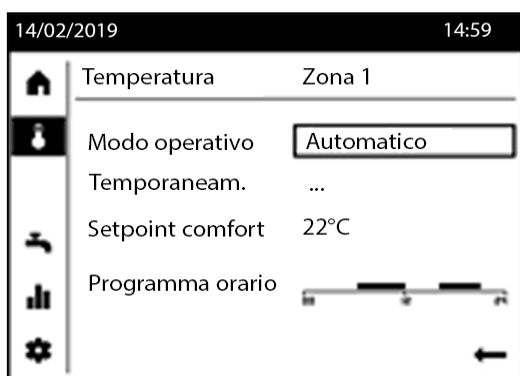 14/02/2019 14:59
Temperatura Zona 1
Modo operativo Automatico
Temporaneam. ...
Setpoint comfort 22°C
Programma orario